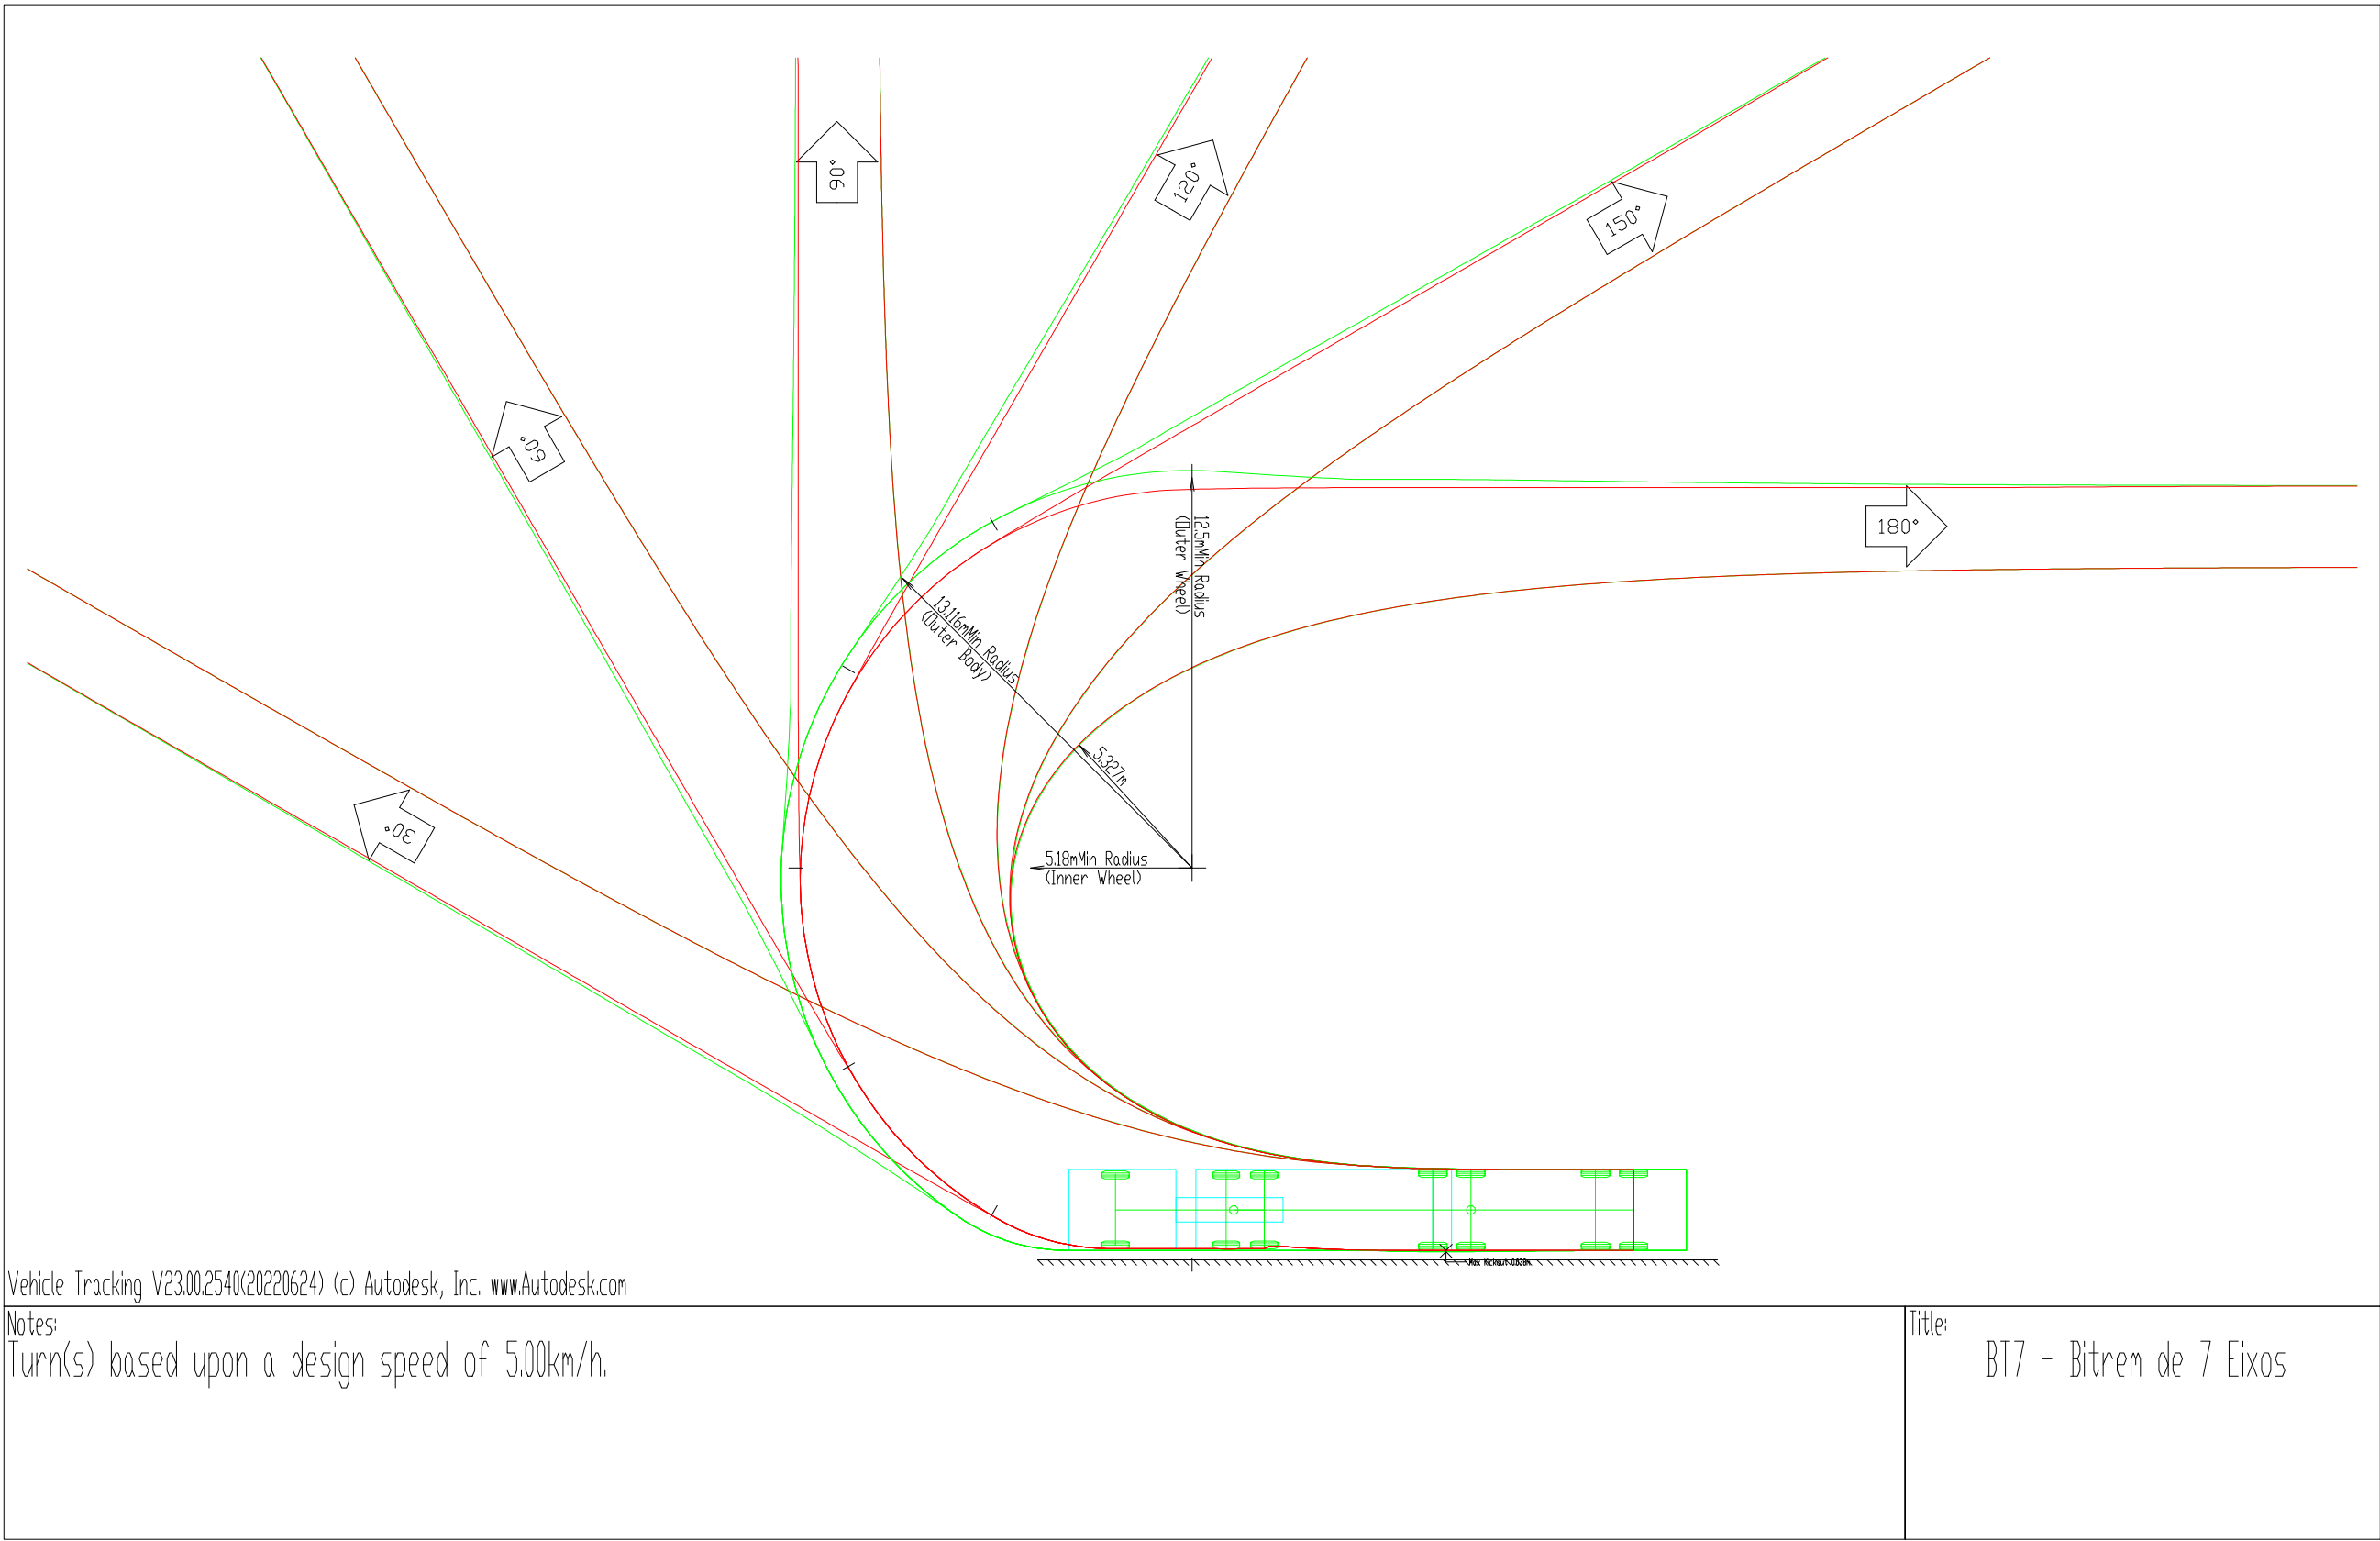 90°
120°
150°
60°
180°
12.5mMin Radius
(Outer Wheel)
13.116mMin Radius
(Outer Body)
5.327m
30°
5.18mMin Radius
(Inner Wheel)
Vehicle Tracking V23.00.2540(20220624) (c) Autodesk, Inc. www.Autodesk.com
Notes:
Turn(s) based upon a design speed of 5.00km/h.
Title:
BT7 - Bitrem de 7 Eixos